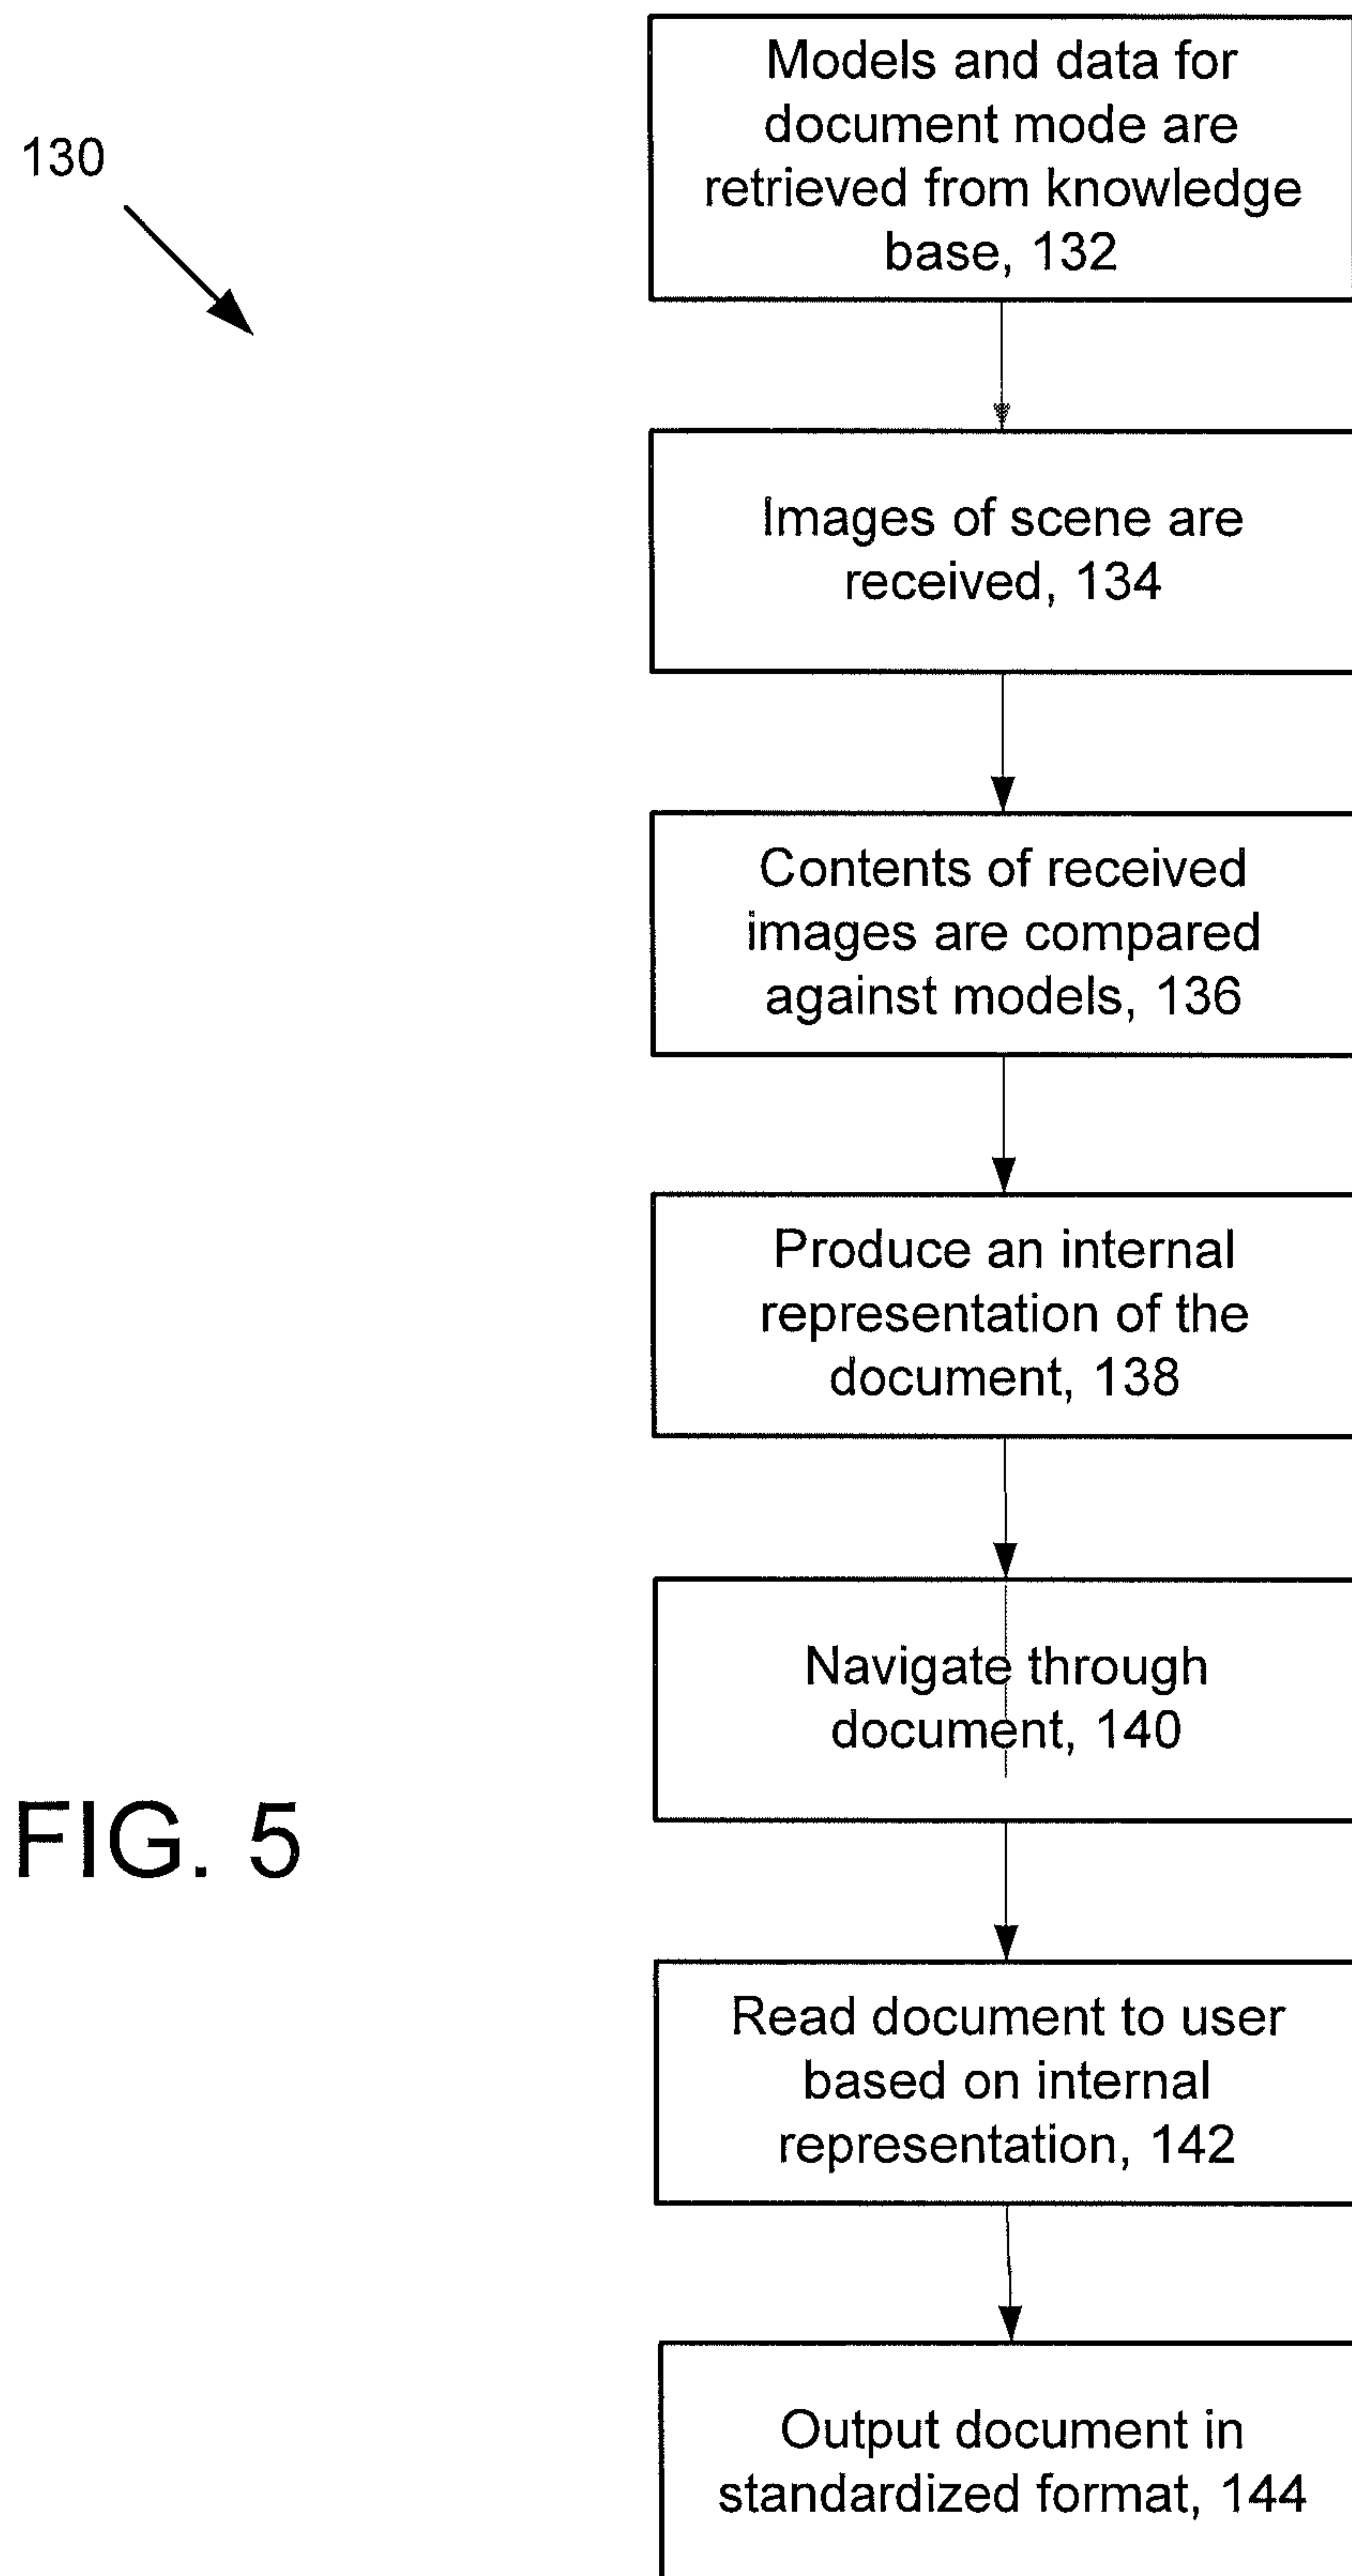 130
Models and data for
document mode are
retrieved from knowledge
base, 132
Images of scene are
received, 134
Contents of received
images are compared
against models, 136
Produce an internal
representation of the
document, 138
Navigate through
document, 140
FIG. 5
Read document to user
based on internal
representation, 142
Output document in
standardized format, 144